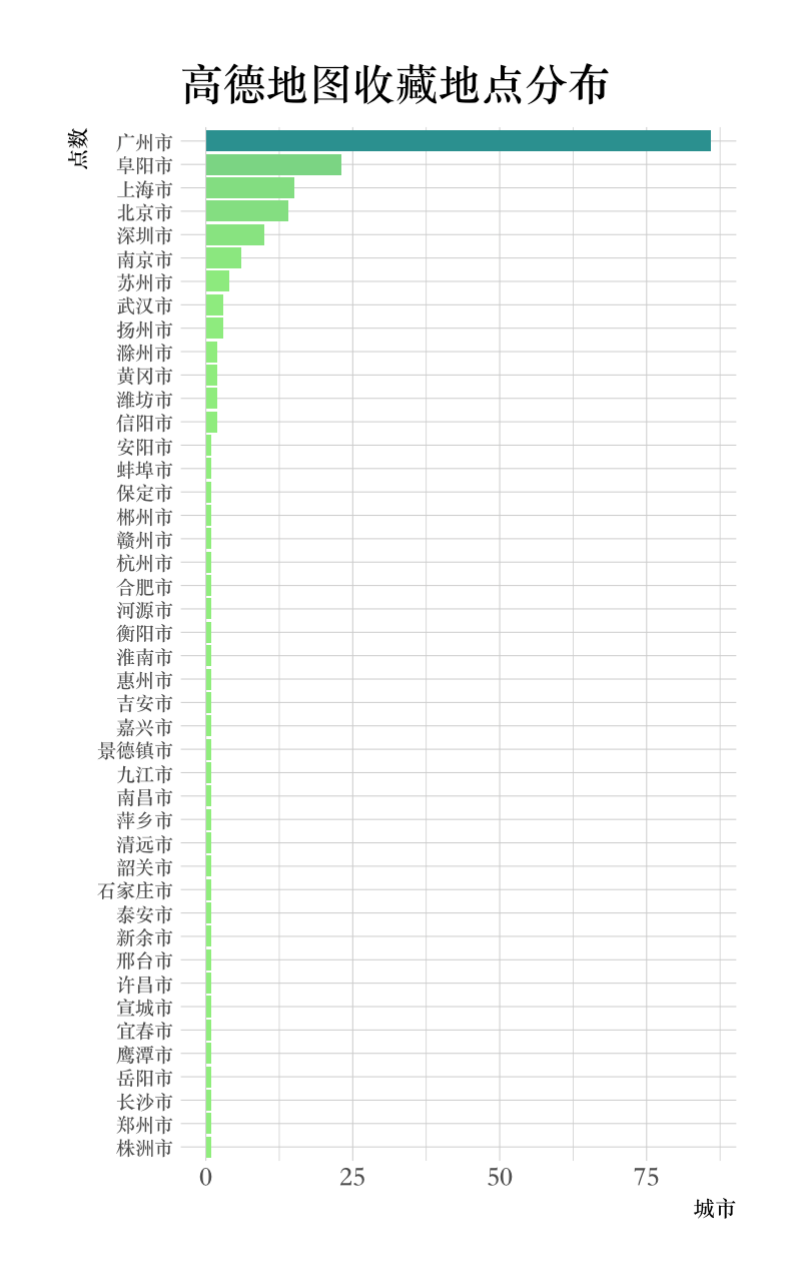 高德地图收藏地点分布
点数
广州市
阜阳市
上海市
北京市
深圳市
南京市
苏州市
武汉市
扬州市
滁州市
黄冈市
潍坊市
信阳市
安阳市
蚌埠市
保定市
郴州市
赣州市
杭州市
合肥市
河源市
衡阳市
淮南市
惠州市
吉安市
嘉兴市
景德镇市
九江市
南昌市
萍乡市
清远市
韶关市
石家庄市
泰安市
新余市
邢台市
许昌市
宣城市
宜春市
鹰潭市
岳阳市
长沙市
郑州市
株洲市
0 25 50 75
城市